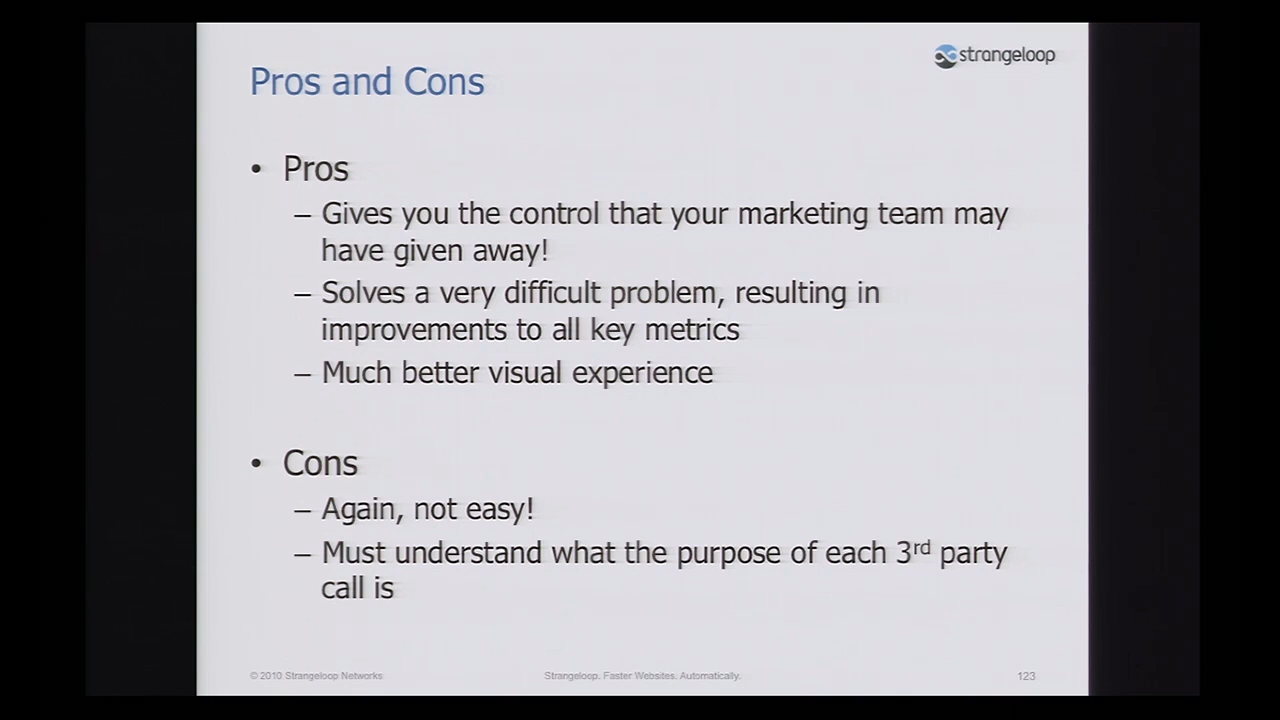 strangeloop
Pros and Cons
• Pros
– Gives you the control that your marketing team may
have given away!
– Solves a very difficult problem, resulting in
improvements to all key metrics
– Much better visual experience
• Cons
– Again, not easy!
– Must understand what the purpose of each 3rd party
call is
© 2010 Strangeloop Networks
Strangeloop. Faster Websites. Automatically.
123